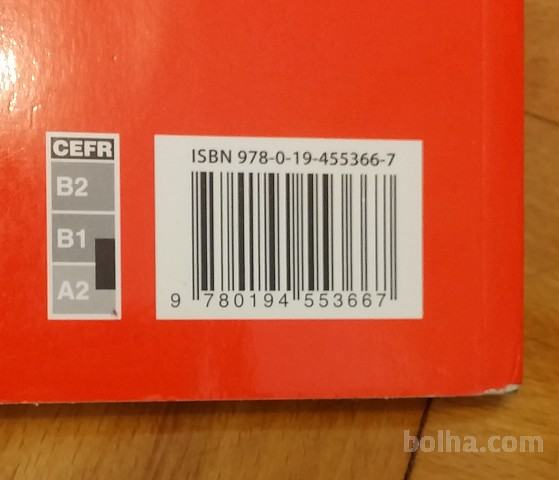 CEFR
B2
B1
A2
ISBN 978-0-19-455366-7
9 780194 553667
bolha.com